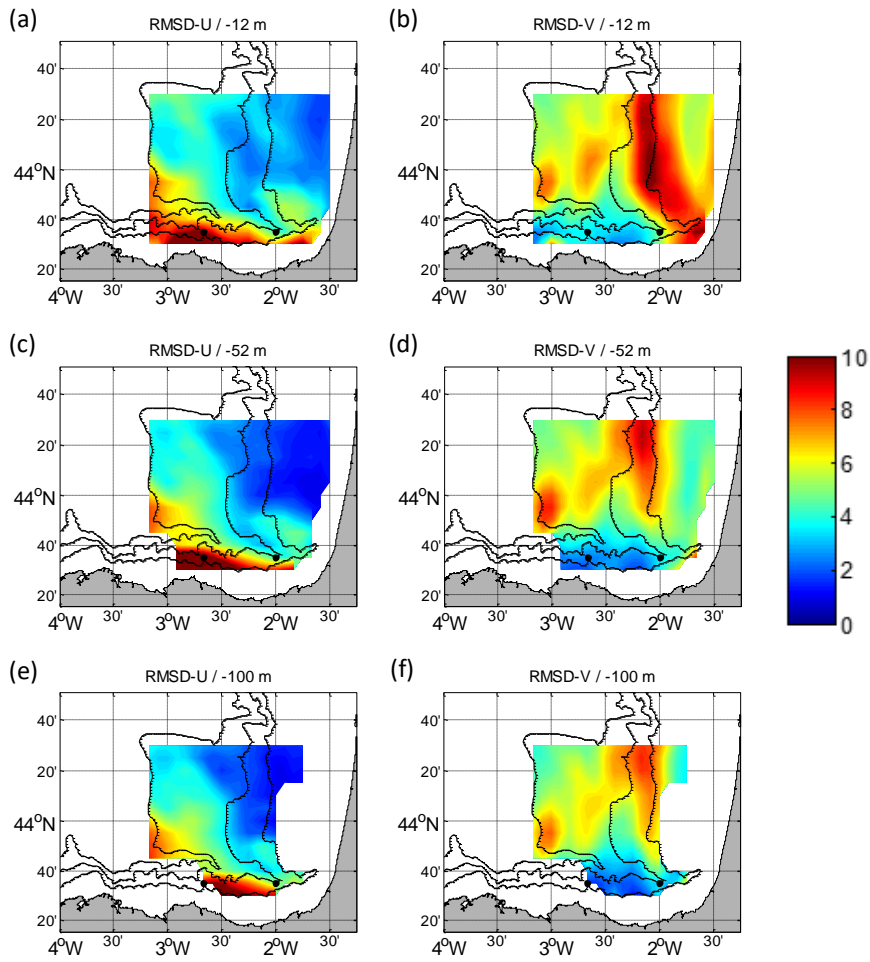 (a)
RMSD-U / -12 m
40'
20'
44°N
40'
20'
4°W 30' 3°W 30' 2°W 30'
(b)
RMSD-V / -12 m
40'
20'
44°N
40'
20'
4°W 30' 3°W 30' 2°W 30'
(c)
RMSD-U / -52 m
40'
20'
44°N
40'
20'
4°W 30' 3°W 30' 2°W 30'
(d)
RMSD-V / -52 m
40'
20'
44°N
40'
20'
4°W 30' 3°W 30' 2°W 30'
10
8
6
4
2
0
(e)
RMSD-U / -100 m
40'
20'
44°N
40'
20'
4°W 30' 3°W 30' 2°W 30'
(f)
RMSD-V / -100 m
40'
20'
44°N
40'
20'
4°W 30' 3°W 30' 2°W 30'